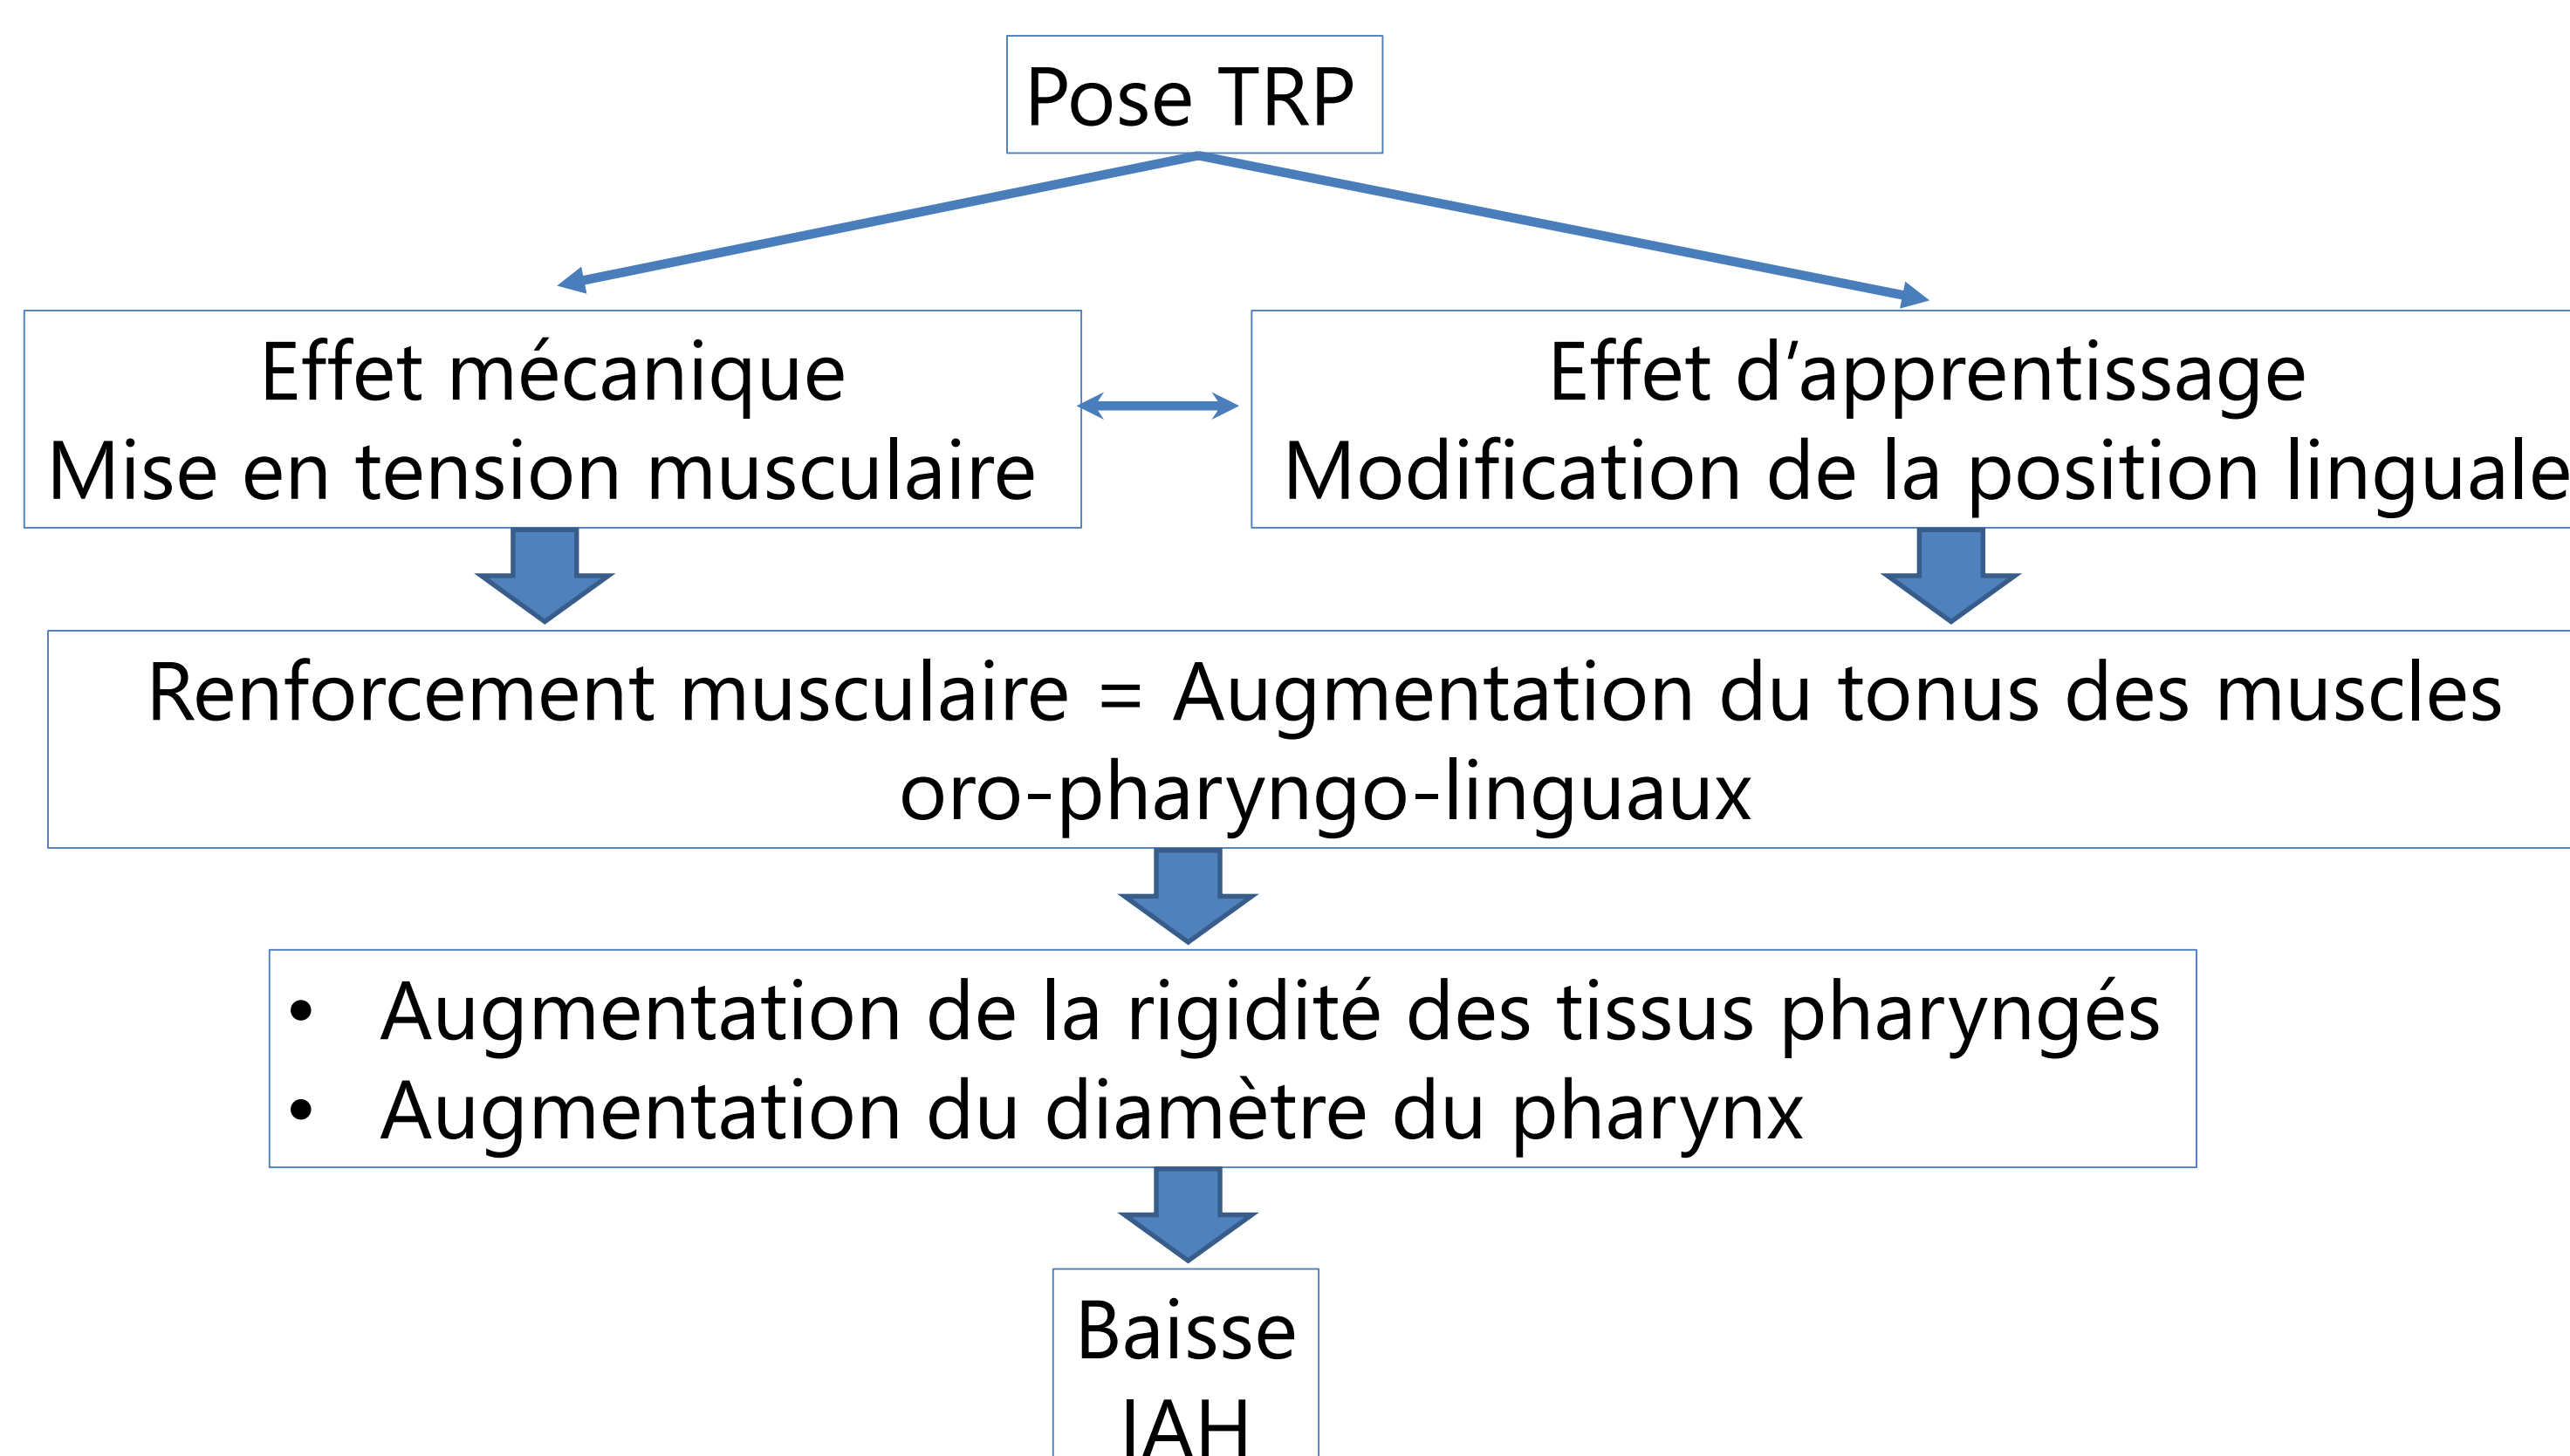 Pose TRP
Effet mécanique
Mise en tension musculaire
Effet d’apprentissage
Modification de la position linguale
Renforcement musculaire = Augmentation du tonus des muscles
oro-pharyngo-linguaux
• Augmentation de la rigidité des tissus pharyngés
• Augmentation du diamètre du pharynx
Baisse
IAH